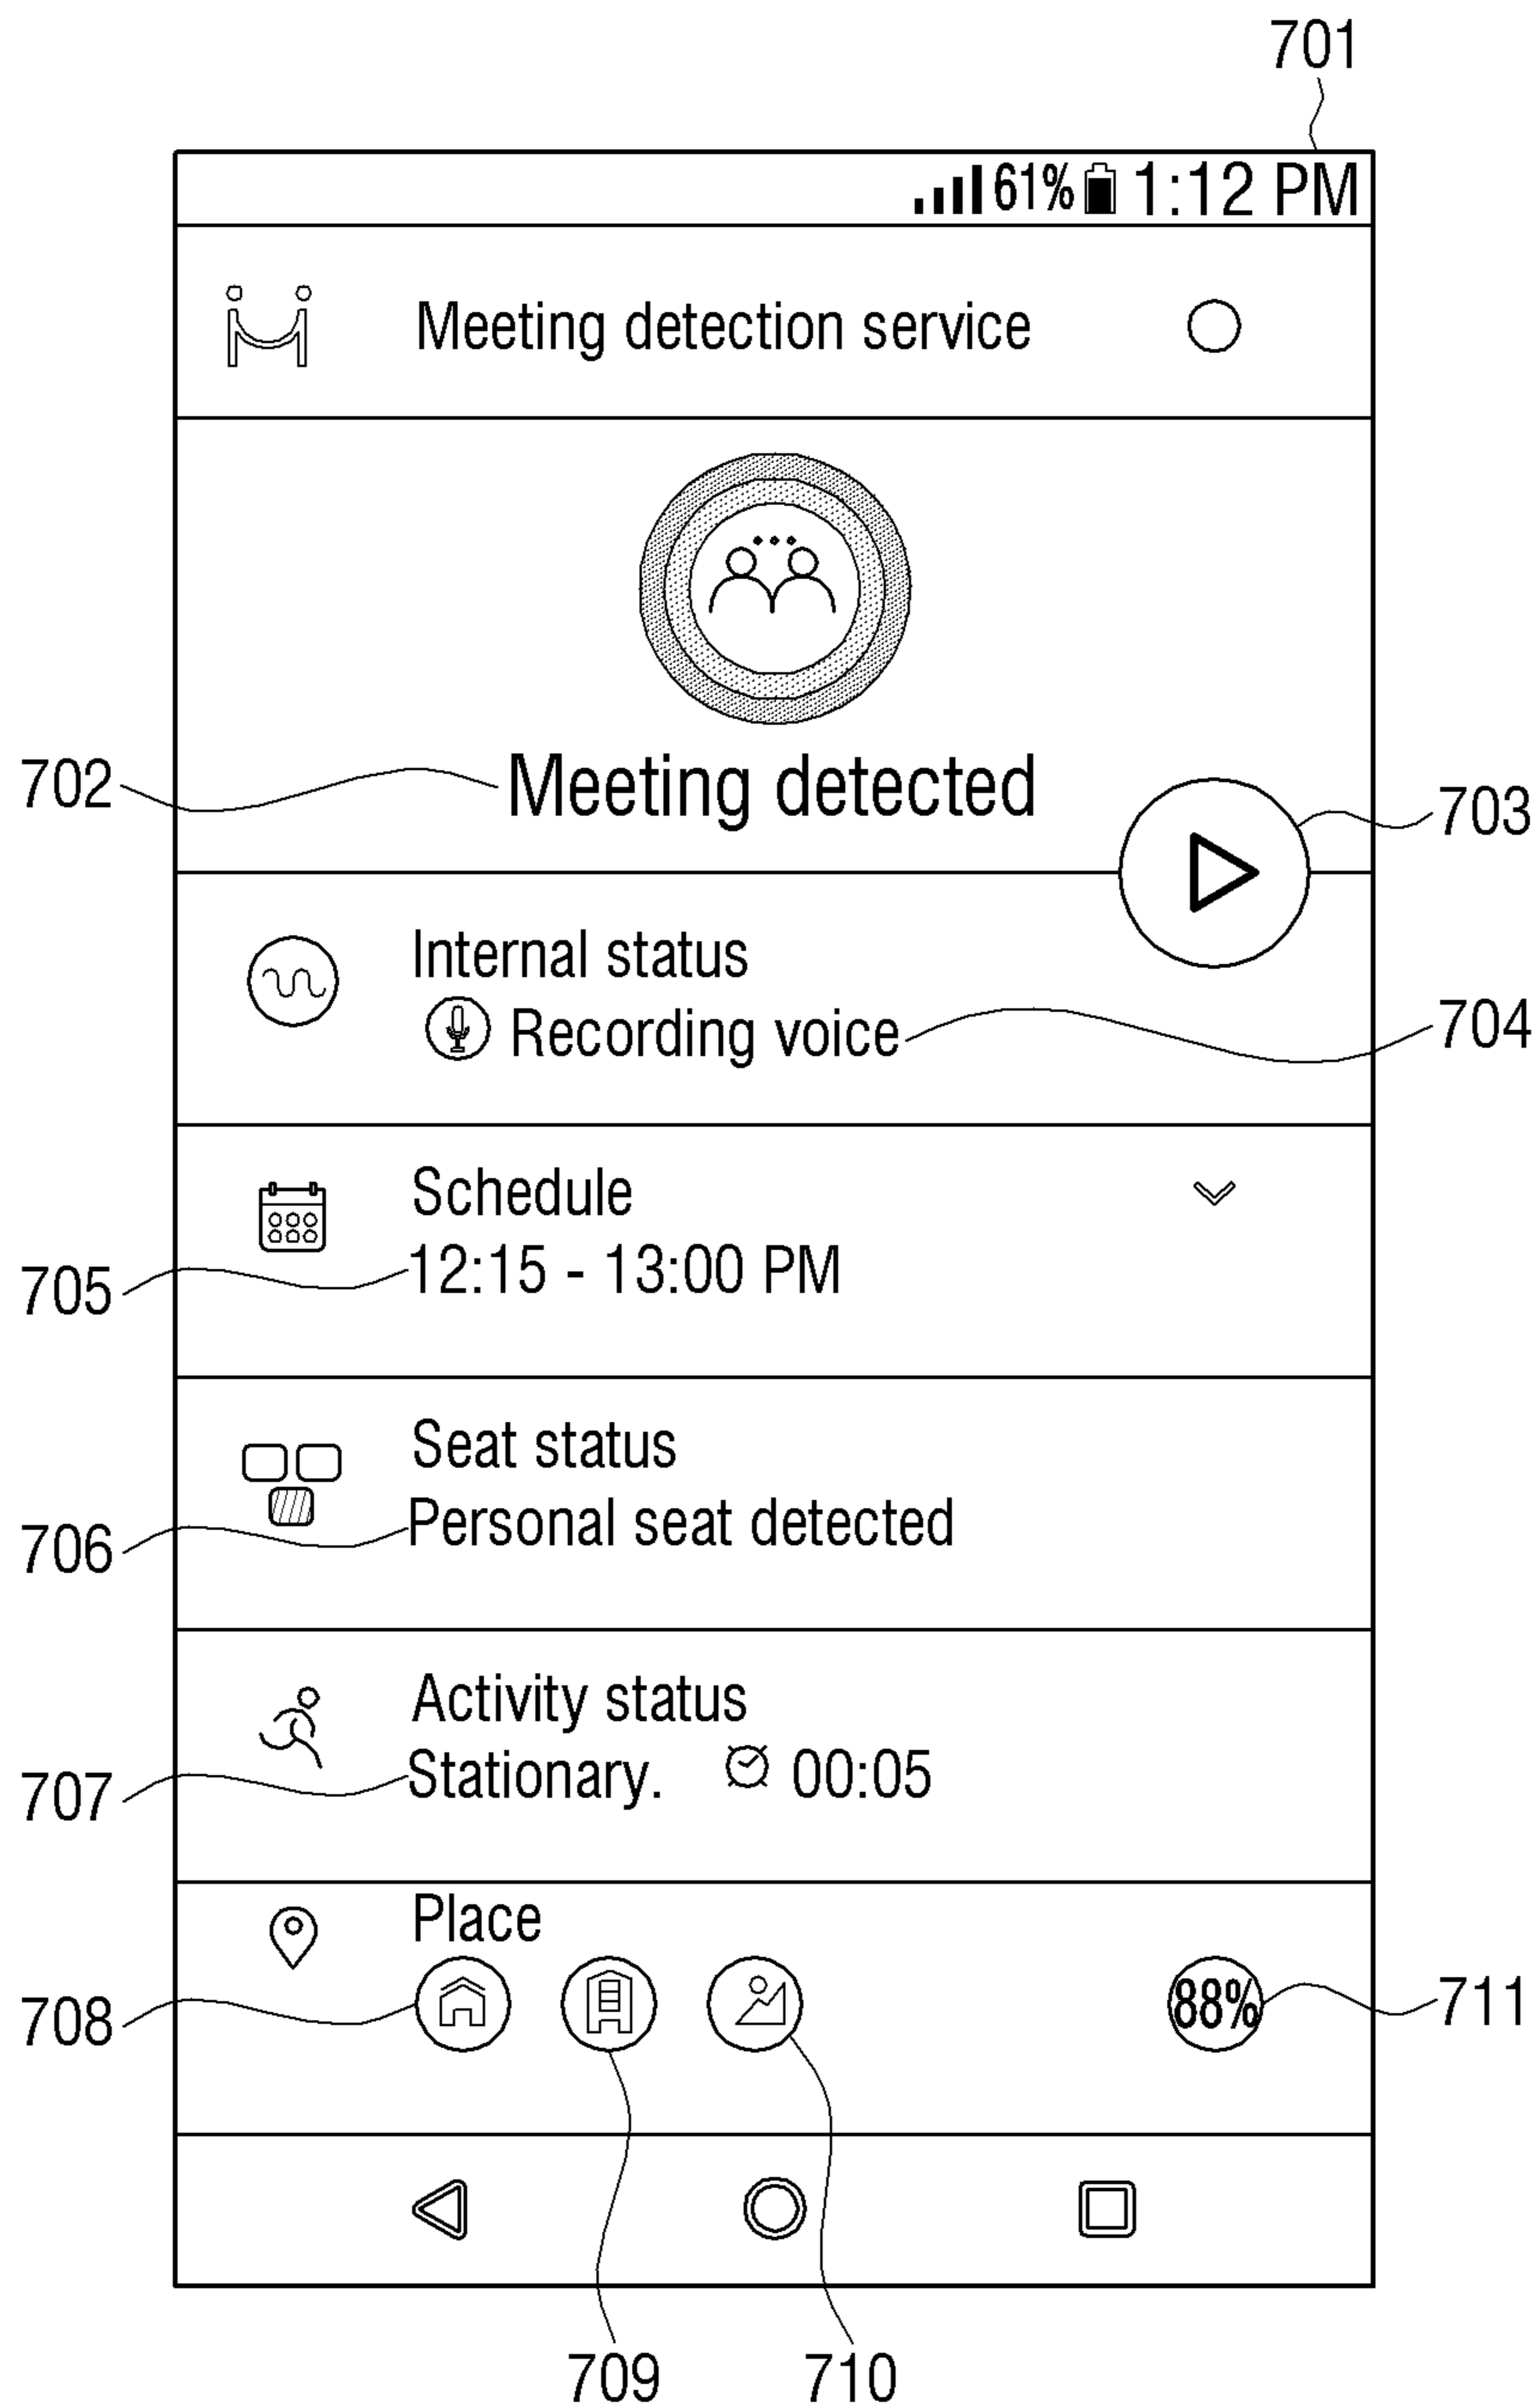 701
61% 1:12 PM
Meeting detection service
702 Meeting detected
703
Internal status
Recording voice 704
Schedule
705 12:15 - 13:00 PM
Seat status
706 Personal seat detected
Activity status
707 Stationary. 00:05
Place
708 88% 711
709 710